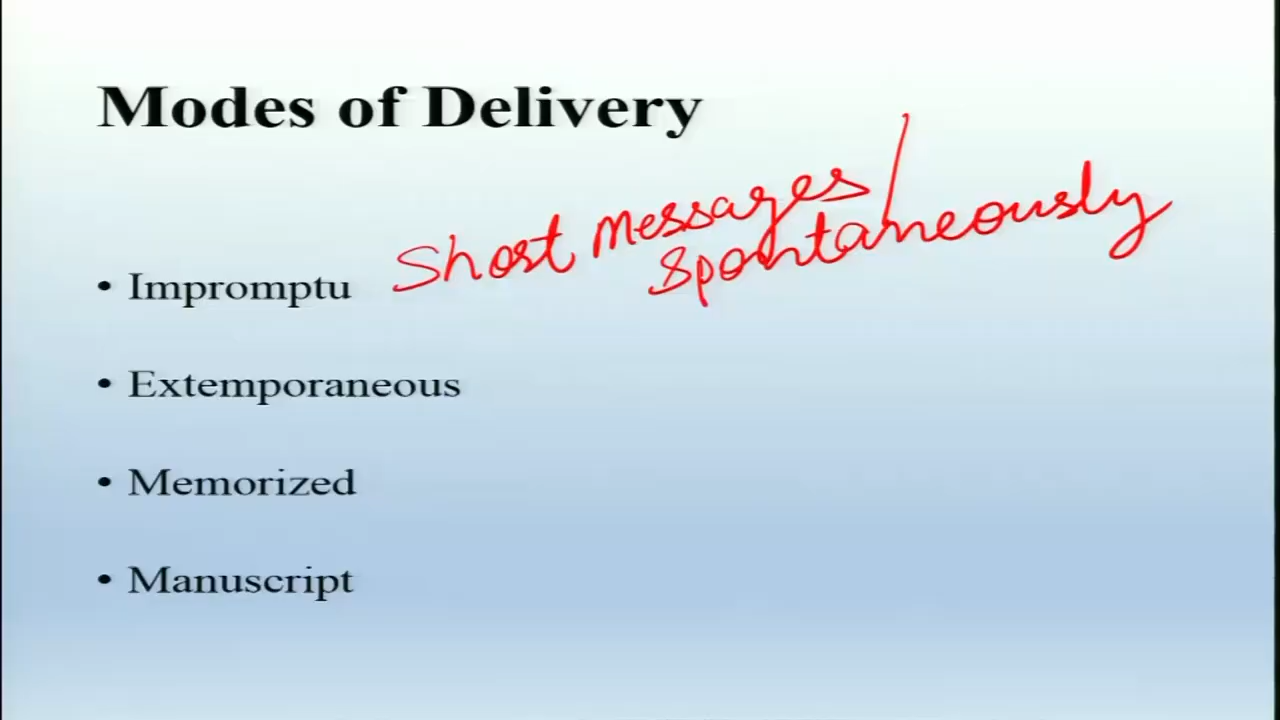 Modes of Delivery
Short messages /
spontaneously
• Impromptu
• Extemporaneous
• Memorized
• Manuscript